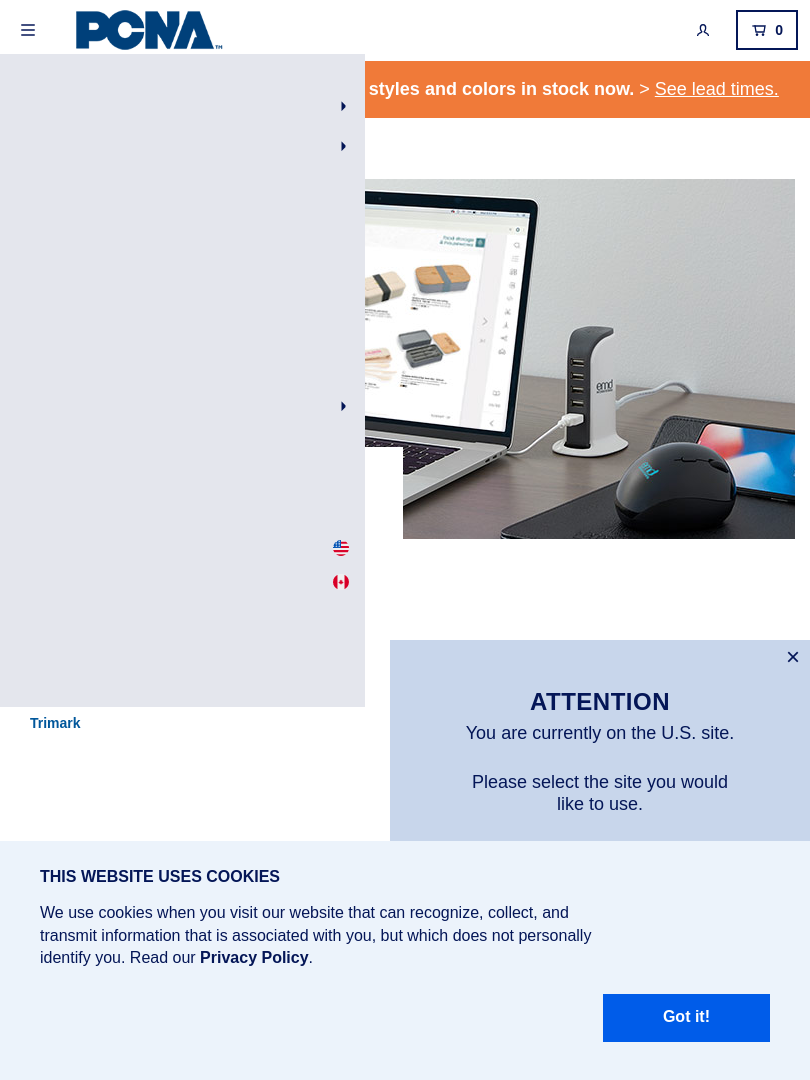 PCNA™
0
styles and colors in stock now. > See lead times.
emd
emd
Trimark
×
ATTENTION
You are currently on the U.S. site.
Please select the site you would
like to use.
THIS WEBSITE USES COOKIES
We use cookies when you visit our website that can recognize, collect, and
transmit information that is associated with you, but which does not personally
identify you. Read our Privacy Policy.
Got it!